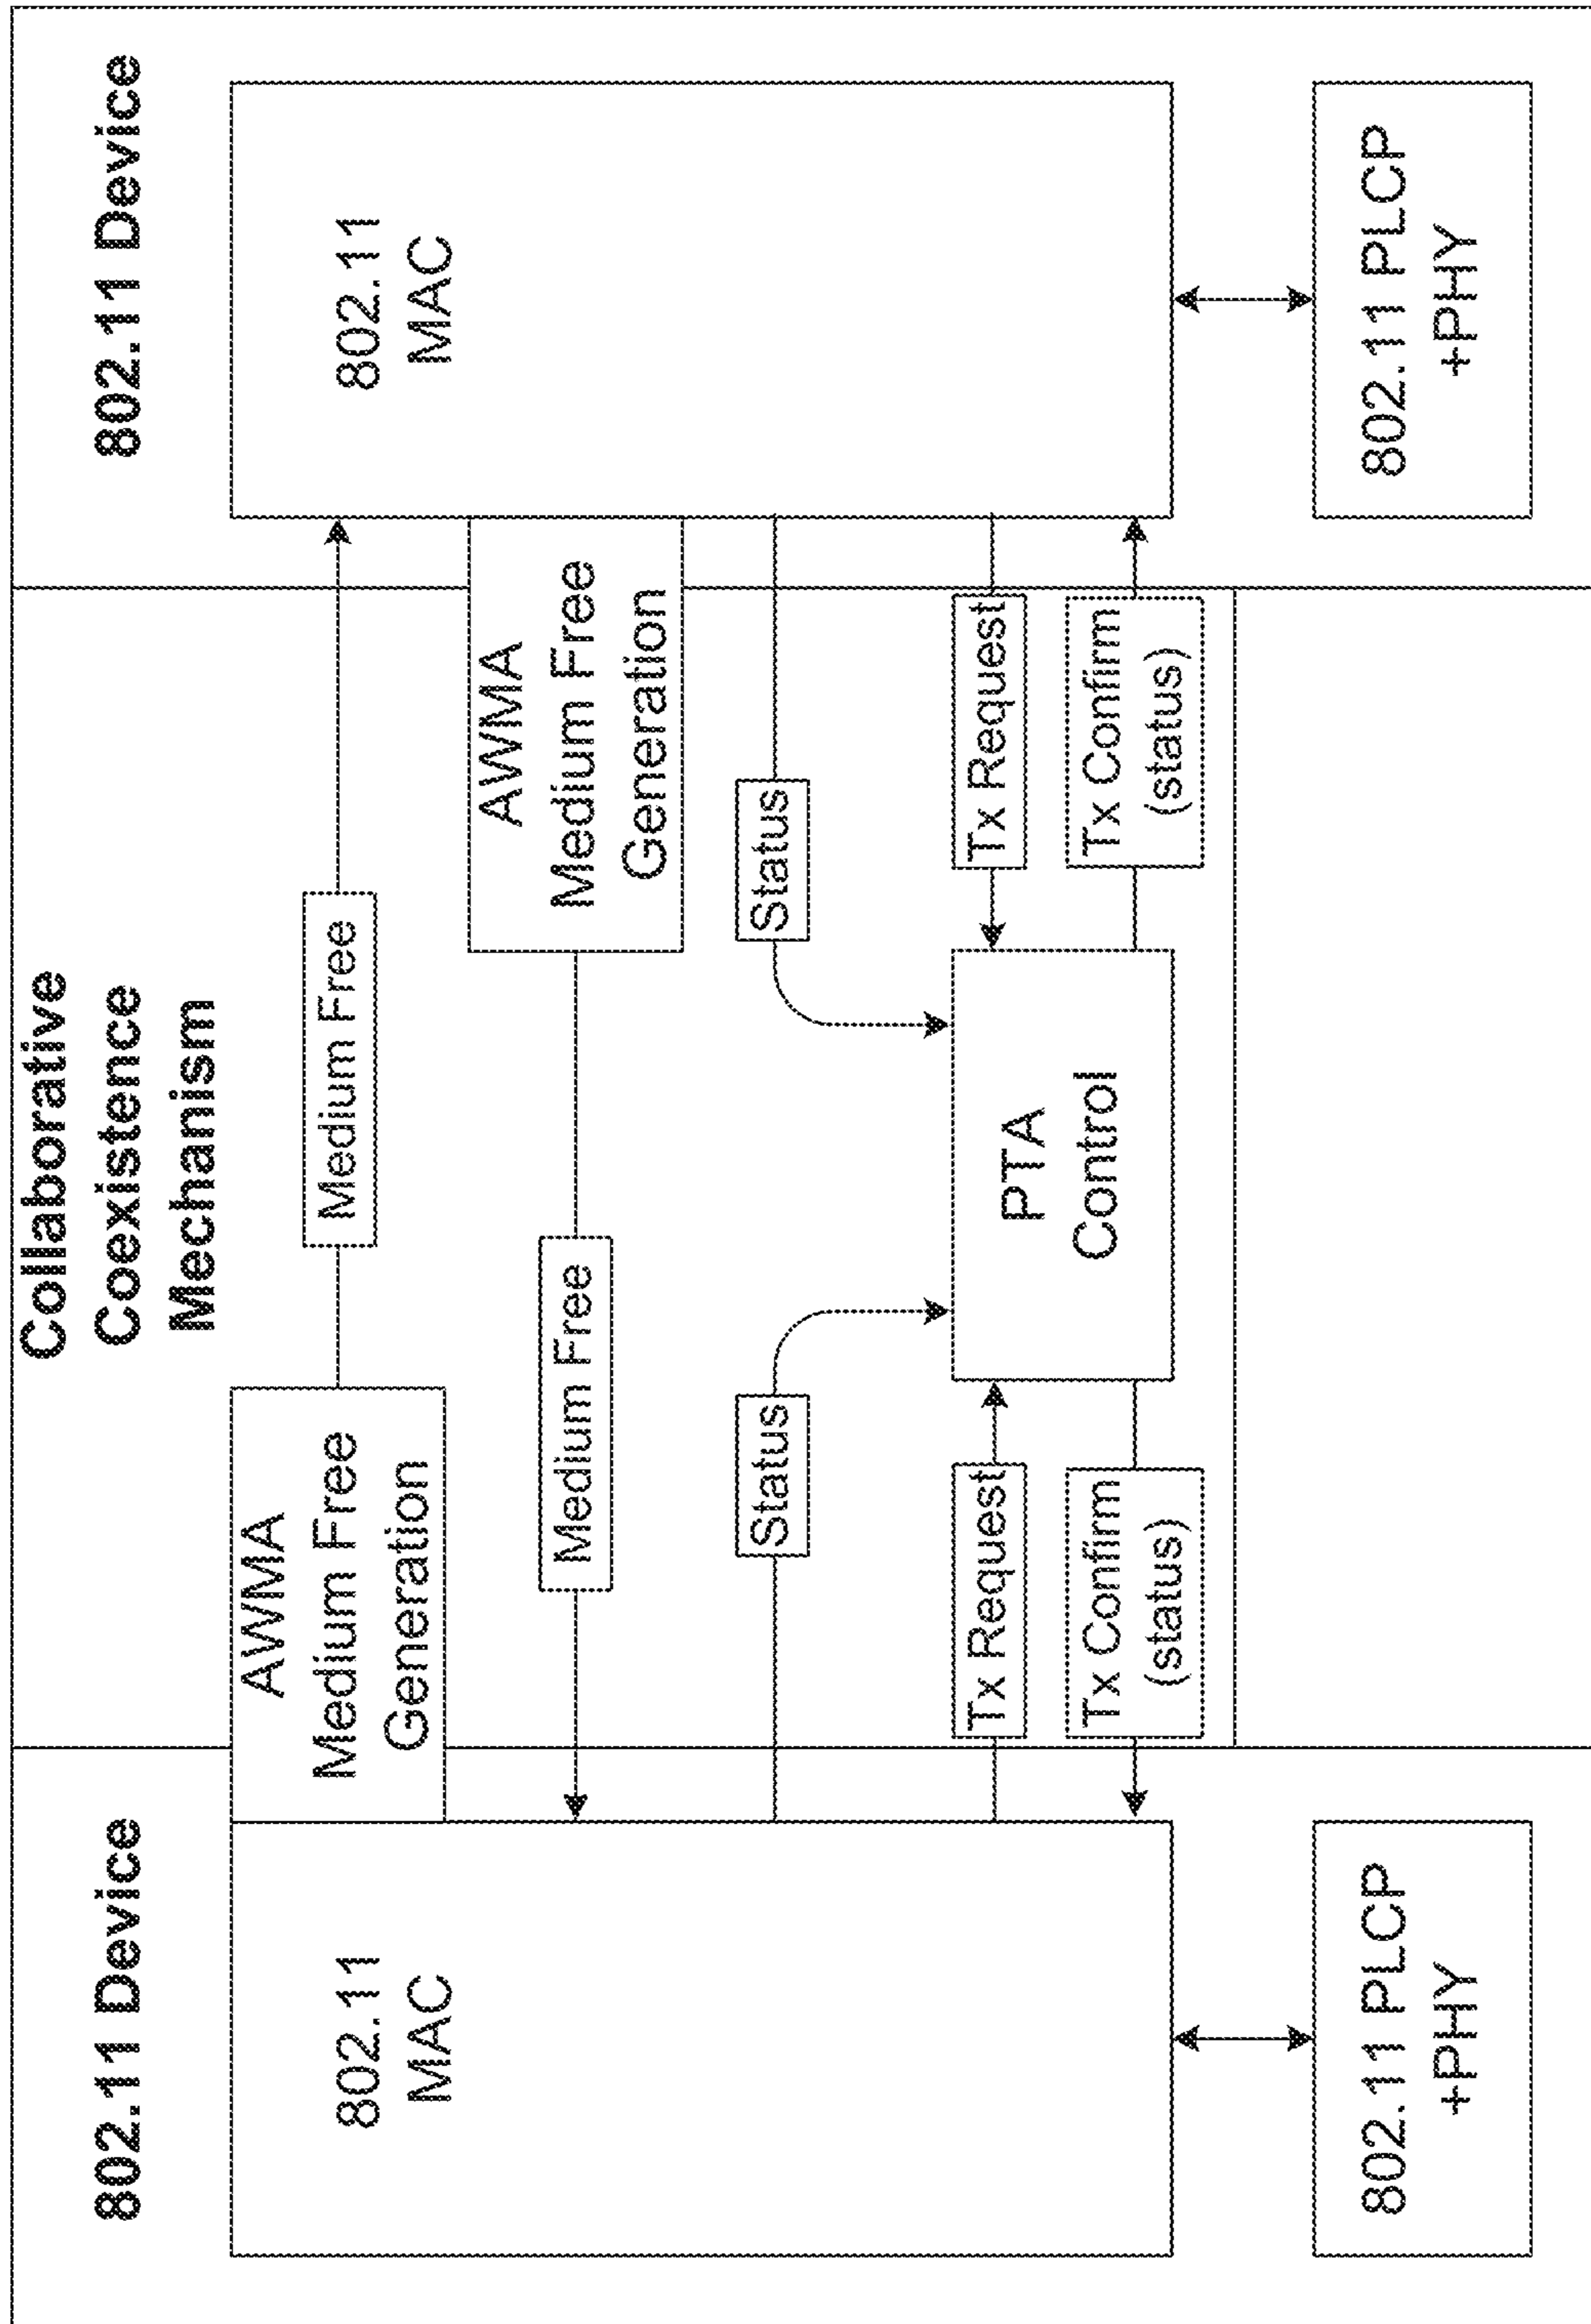 802.11 Device
802.11
MAC
802.11 PLCP
+PHY
Collaborative
Coexistence
Mechanism
AWMA
Medium Free
Generation
Medium Free
Medium Free
AWMA
Medium Free
Generation
Status
Status
Tx Request
Tx Confirm
(status)
PTA
Control
Tx Request
Tx Confirm
(status)
802.11 Device
802.11
MAC
802.11 PLCP
+PHY